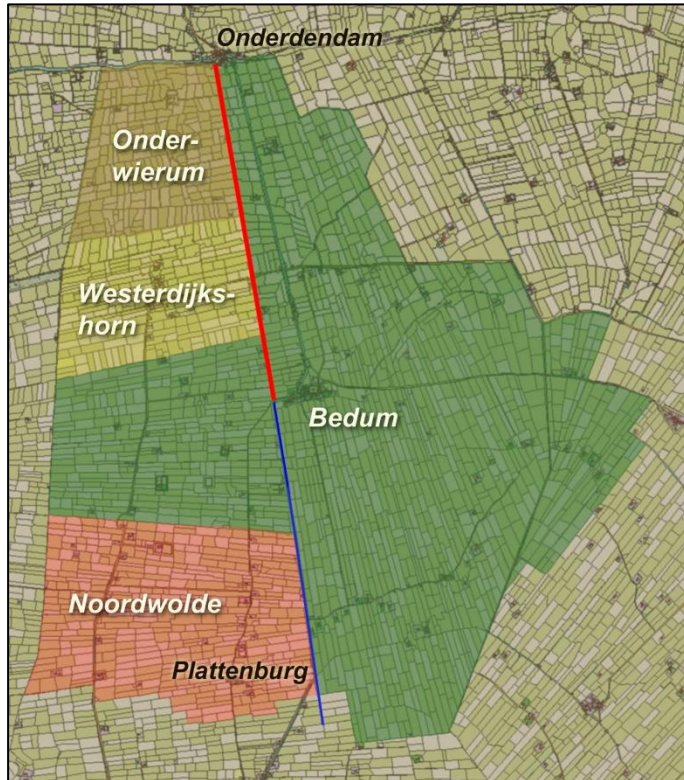 Onderdendam
Onder-
wierum
Westerdijks-
horn
Bedum
Noordwolde
Plattenburg